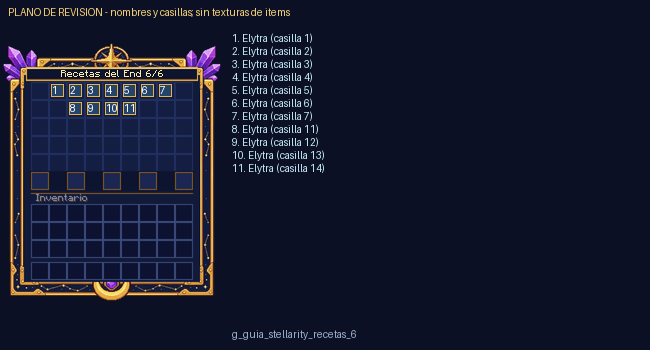 PLANO DE REVISION - nombres y casillas; sin texturas de items
Recetas del End 6/6
1 2 3 4 5 6 7
8 9 10 11
Inventario
1. Elytra (casilla 1)
2. Elytra (casilla 2)
3. Elytra (casilla 3)
4. Elytra (casilla 4)
5. Elytra (casilla 5)
6. Elytra (casilla 6)
7. Elytra (casilla 7)
8. Elytra (casilla 11)
9. Elytra (casilla 12)
10. Elytra (casilla 13)
11. Elytra (casilla 14)
g_guia_stellarity_recetas_6